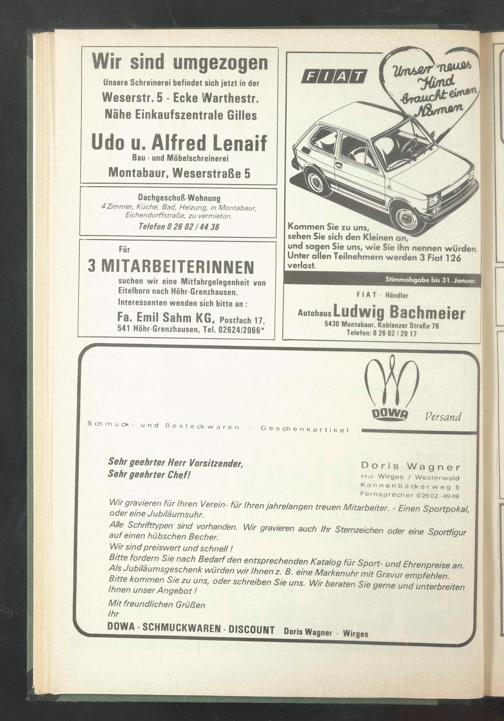 Wir sind umgezogen
Unsere Schreinerei befindet sich jetzt in der
Weserstr. 5 - Ecke Warthestr.
Nähe Einkaufszentrale Gilles
Udo u. Alfred Lenaif
Bau - und Möbelschreinerei
Montabaur, Weserstraße 5
Dachgeschoß-Wohnung
4 Zimmer, Küche, Bad, Heizung, in Montabaur,
Eichendorffstraße, zu vermieten.
Telefon 0 26 02 / 44 36
Für
3 MITARBEITERINNEN
suchen wir eine Mitfahrgelegenheit von
Eitelborn nach Höhr-Grenzhausen.
Interessenten wenden sich bitte an :
Fa. Emil Sahm KG, Postfach 17,
541 Höhr-Grenzhausen, Tel. 02624/2066*
FIAT
Unser neues
Kind
braucht einen
Namen
Kommen Sie zu uns,
sehen Sie sich den Kleinen an,
und sagen Sie uns, wie Sie ihn nennen würden.
Unter allen Teilnehmern werden 3 Fiat 126
verlost.
Stimmabgabe bis 31. Januar.
FIAT - Händler
Autohaus Ludwig Bachmeier
5430 Montabaur, Koblenzer Straße 76
Telefon: 0 26 02 / 20 17
DOWA Versand
Schmuck- und Besteckwaren - Geschenkartikel
Sehr geehrter Herr Vorsitzender,
Sehr geehrter Chef!
Doris Wagner
5432 Wirges / Westerwald
Kannenbäckerweg 5
Fernsprecher 02602-4949
Wir gravieren für Ihren Verein- für Ihren jahrelangen treuen Mitarbeiter. - Einen Sportpokal,
oder eine Jubiläumsuhr.
Alle Schrifttypen sind vorhanden. Wir gravieren auch Ihr Sternzeichen oder eine Sportfigur
auf einen hübschen Becher.
Wir sind preiswert und schnell !
Bitte fordern Sie nach Bedarf den entsprechenden Katalog für Sport- und Ehrenpreise an.
Als Jubiläumsgeschenk würden wir Ihnen z. B. eine Markenuhr mit Gravur empfehlen.
Bitte kommen Sie zu uns, oder schreiben Sie uns. Wir beraten Sie gerne und unterbreiten
Ihnen unser Angebot !
Mit freundlichen Grüßen
Ihr
DOWA - SCHMUCKWAREN - DISCOUNT Doris Wagner - Wirges